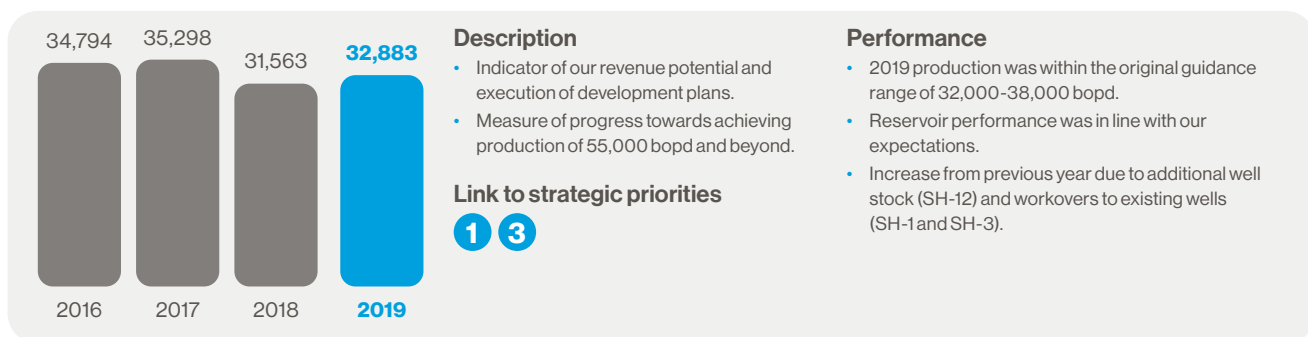 34,794
35,298
31,563
32,883
2016
2017
2018
2019
Description
• Indicator of our revenue potential and
execution of development plans.
• Measure of progress towards achieving
production of 55,000 bopd and beyond.
Link to strategic priorities
1 3
Performance
• 2019 production was within the original guidance
range of 32,000-38,000 bopd.
• Reservoir performance was in line with our
expectations.
• Increase from previous year due to additional well
stock (SH-12) and workovers to existing wells
(SH-1 and SH-3).